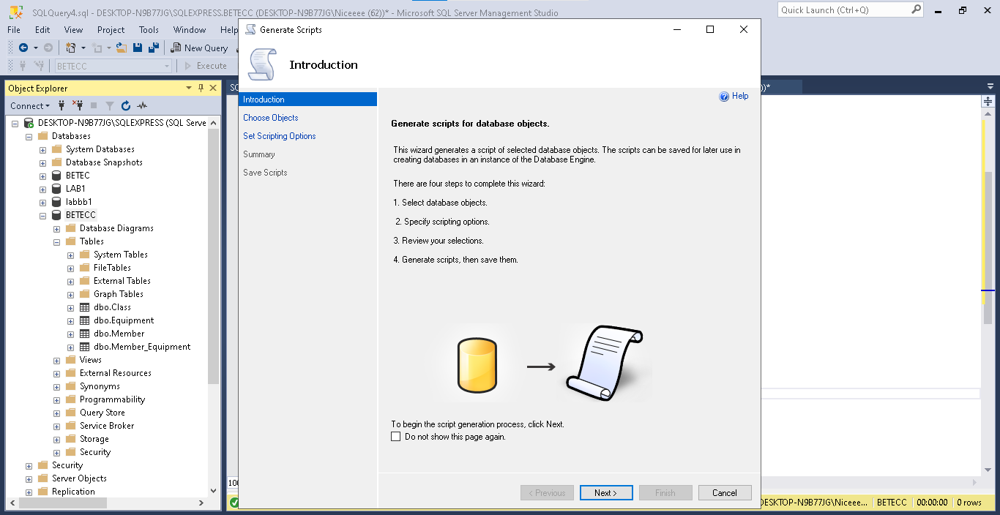 SQLQuery4.sql - DESKTOP-N9B77JG\SQLEXPRESS.BETECC (DESKTOP-N9B77JG\Niceeee (62))* - Microsoft SQL Server Management Studio
Quick Launch (Ctrl+Q)
File Edit View Project Tools Window Help
New Query
BETECC
Execute
Object Explorer
Connect
DESKTOP-N9B77JG\SQLEXPRESS (SQL Serve
Databases
System Databases
Database Snapshots
BETEC
LAB1
labbb1
BETECC
Database Diagrams
Tables
System Tables
FileTables
External Tables
Graph Tables
dbo.Class
dbo.Equipment
dbo.Member
dbo.Member_Equipment
Views
External Resources
Synonyms
Programmability
Query Store
Service Broker
Storage
Security
Security
Server Objects
Replication
Generate Scripts
Introduction
Introduction
Choose Objects
Set Scripting Options
Summary
Save Scripts
Help
Generate scripts for database objects.
This wizard generates a script of selected database objects. The scripts can be saved for later use in
creating databases in an instance of the Database Engine.
There are four steps to complete this wizard:
1. Select database objects.
2. Specify scripting options.
3. Review your selections.
4. Generate scripts, then save them.
To begin the script generation process, click Next.
Do not show this page again.
< Previous Next > Finish Cancel
))*
DESKTOP-N9B77JG\Niceee... BETECC 00:00:00 0 rows